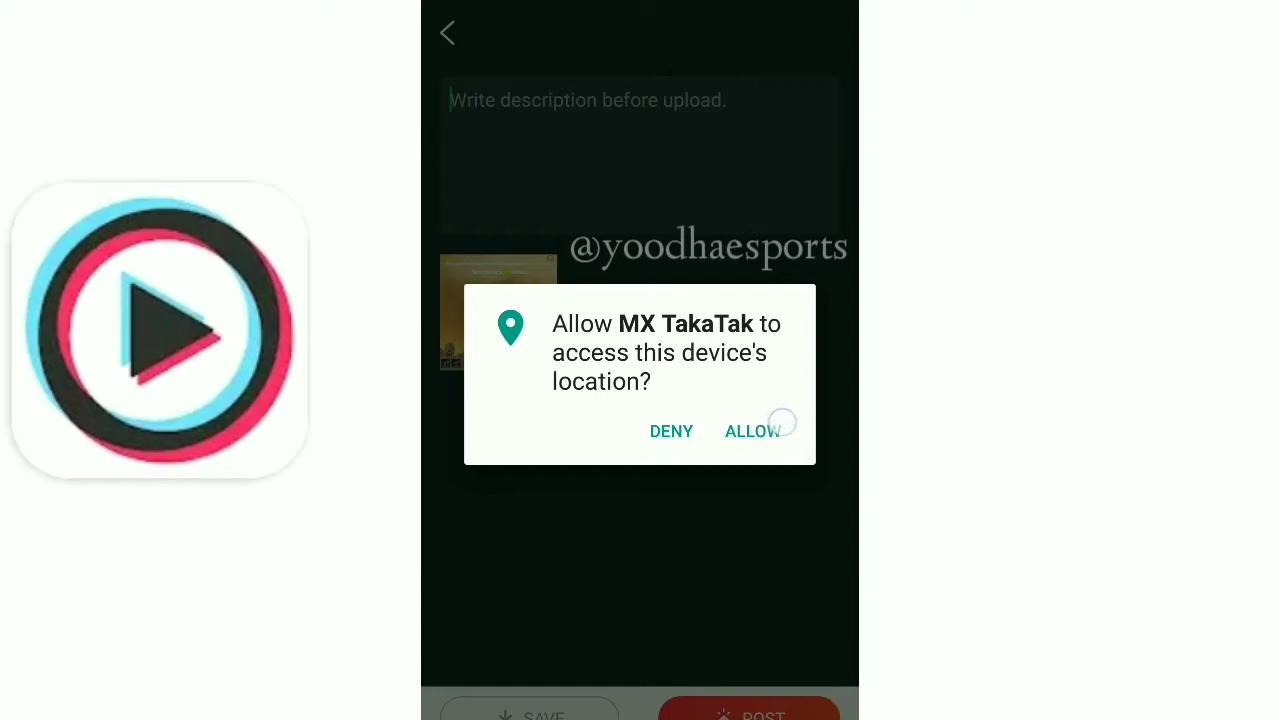 Write description before upload.
@yoodhaesports
Allow MX TakaTak to
access this device's
location?
DENY ALLOW
SAVE POST